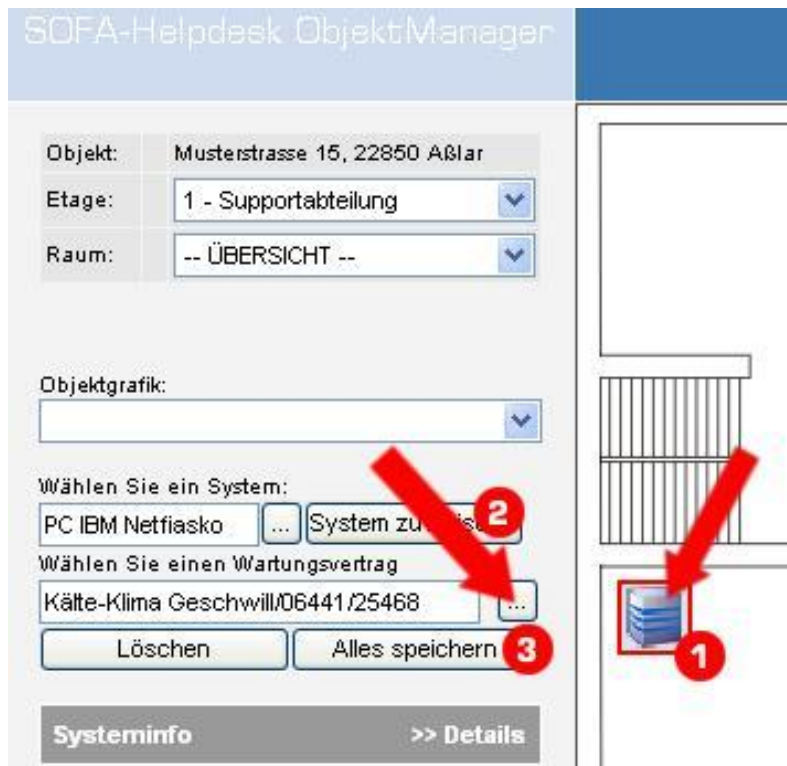 SOFA-Helpdesk ObjektManager
Objekt: Musterstrasse 15, 22850 Aßlar
Etage: 1 - Supportabteilung
Raum: -- ÜBERSICHT --
Objektgrafik:
Wählen Sie ein System:
PC IBM Netfiasko ... System 2
Wählen Sie einen Wartungsvertrag
Kälte-Klima Geschwill/06441/25468 ...
Löschen Alles speichern 3
1
Systeminfo >> Details